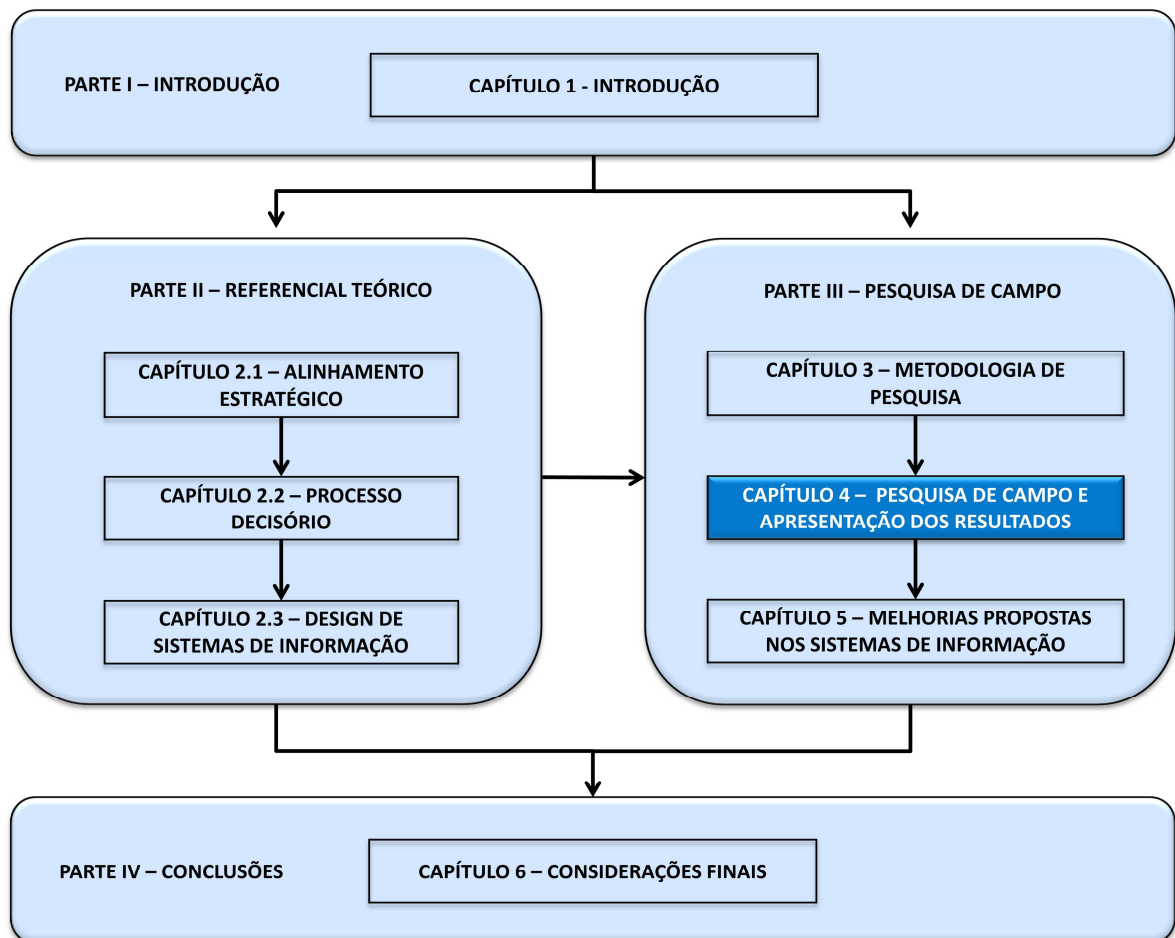 PARTE I – INTRODUÇÃO
CAPÍTULO 1 - INTRODUÇÃO
PARTE II – REFERENCIAL TEÓRICO
CAPÍTULO 2.1 – ALINHAMENTO
ESTRATÉGICO
CAPÍTULO 2.2 – PROCESSO
DECISÓRIO
CAPÍTULO 2.3 – DESIGN DE
SISTEMAS DE INFORMAÇÃO
PARTE III – PESQUISA DE CAMPO
CAPÍTULO 3 – METODOLOGIA DE
PESQUISA
CAPÍTULO 4 – PESQUISA DE CAMPO E
APRESENTAÇÃO DOS RESULTADOS
CAPÍTULO 5 – MELHORIAS PROPOSTAS
NOS SISTEMAS DE INFORMAÇÃO
PARTE IV – CONCLUSÕES
CAPÍTULO 6 – CONSIDERAÇÕES FINAIS